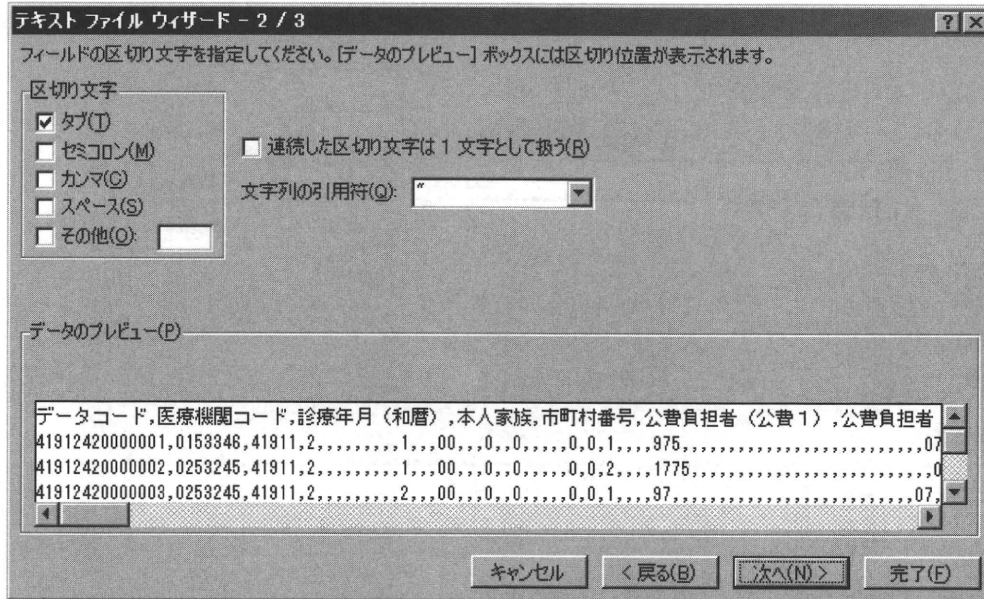 テキスト ファイル ウィザード - 2 / 3
フィールドの区切り文字を指定してください。[データのプレビュー] ボックスには区切り位置が表示されます。
区切り文字
タブ(T)
セミコロン(M)
カンマ(C)
スペース(S)
その他(O):
連続した区切り文字は 1 文字として扱う(R)
文字列の引用符(Q): "
データのプレビュー(P)
データコード,医療機関コード,診療年月（和暦）,本人家族,市町村番号,公費負担者（公費１）,公費負担者
41912420000001,0153346,41911,2,,,,,,,,,1,,,00,,,0,,0,,,,,0,0,1,,,,975,,,,,,,,,,,,,,,,,,,,,,,,,,07
41912420000002,0253245,41911,2,,,,,,,,,1,,,00,,,0,,0,,,,,0,0,2,,,,1775,,,,,,,,,,,,,,,,,,,,,,,,,,0
41912420000003,0253245,41911,2,,,,,,,,,2,,,00,,,0,,0,,,,,0,0,1,,,,97,,,,,,,,,,,,,,,,,,,,,,,,,,07,
キャンセル
< 戻る(B)
次へ(N) >
完了(F)